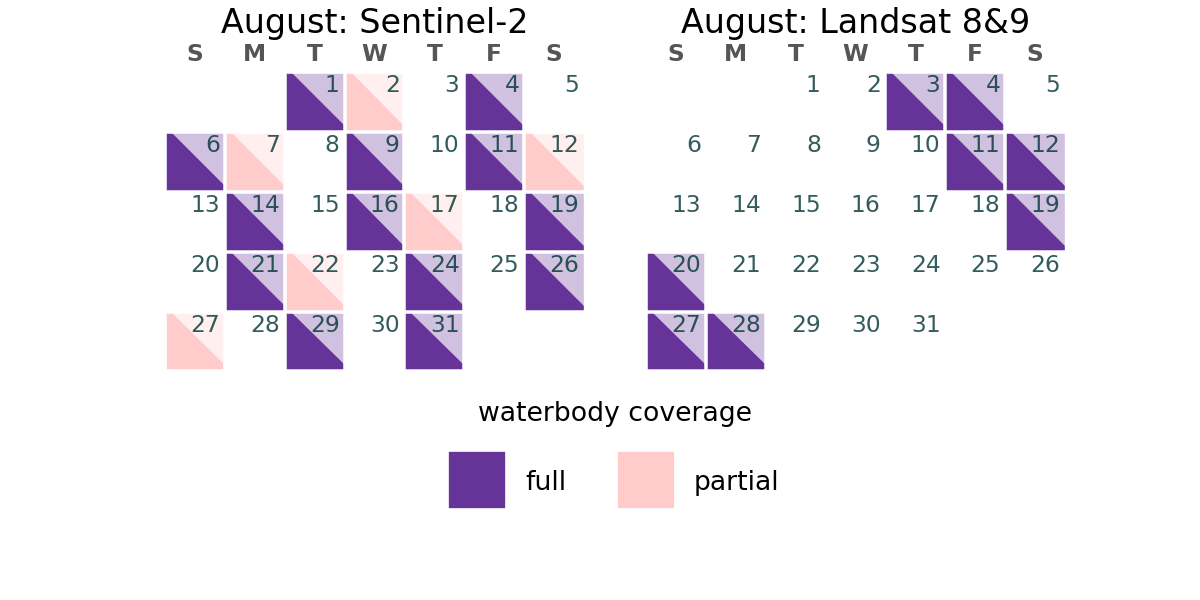 August: Sentinel-2
S M T W T F S
1 2 3 4 5
6 7 8 9 10 11 12
13 14 15 16 17 18 19
20 21 22 23 24 25 26
27 28 29 30 31
August: Landsat 8&9
S M T W T F S
1 2 3 4 5
6 7 8 9 10 11 12
13 14 15 16 17 18 19
20 21 22 23 24 25 26
27 28 29 30 31
waterbody coverage
full partial